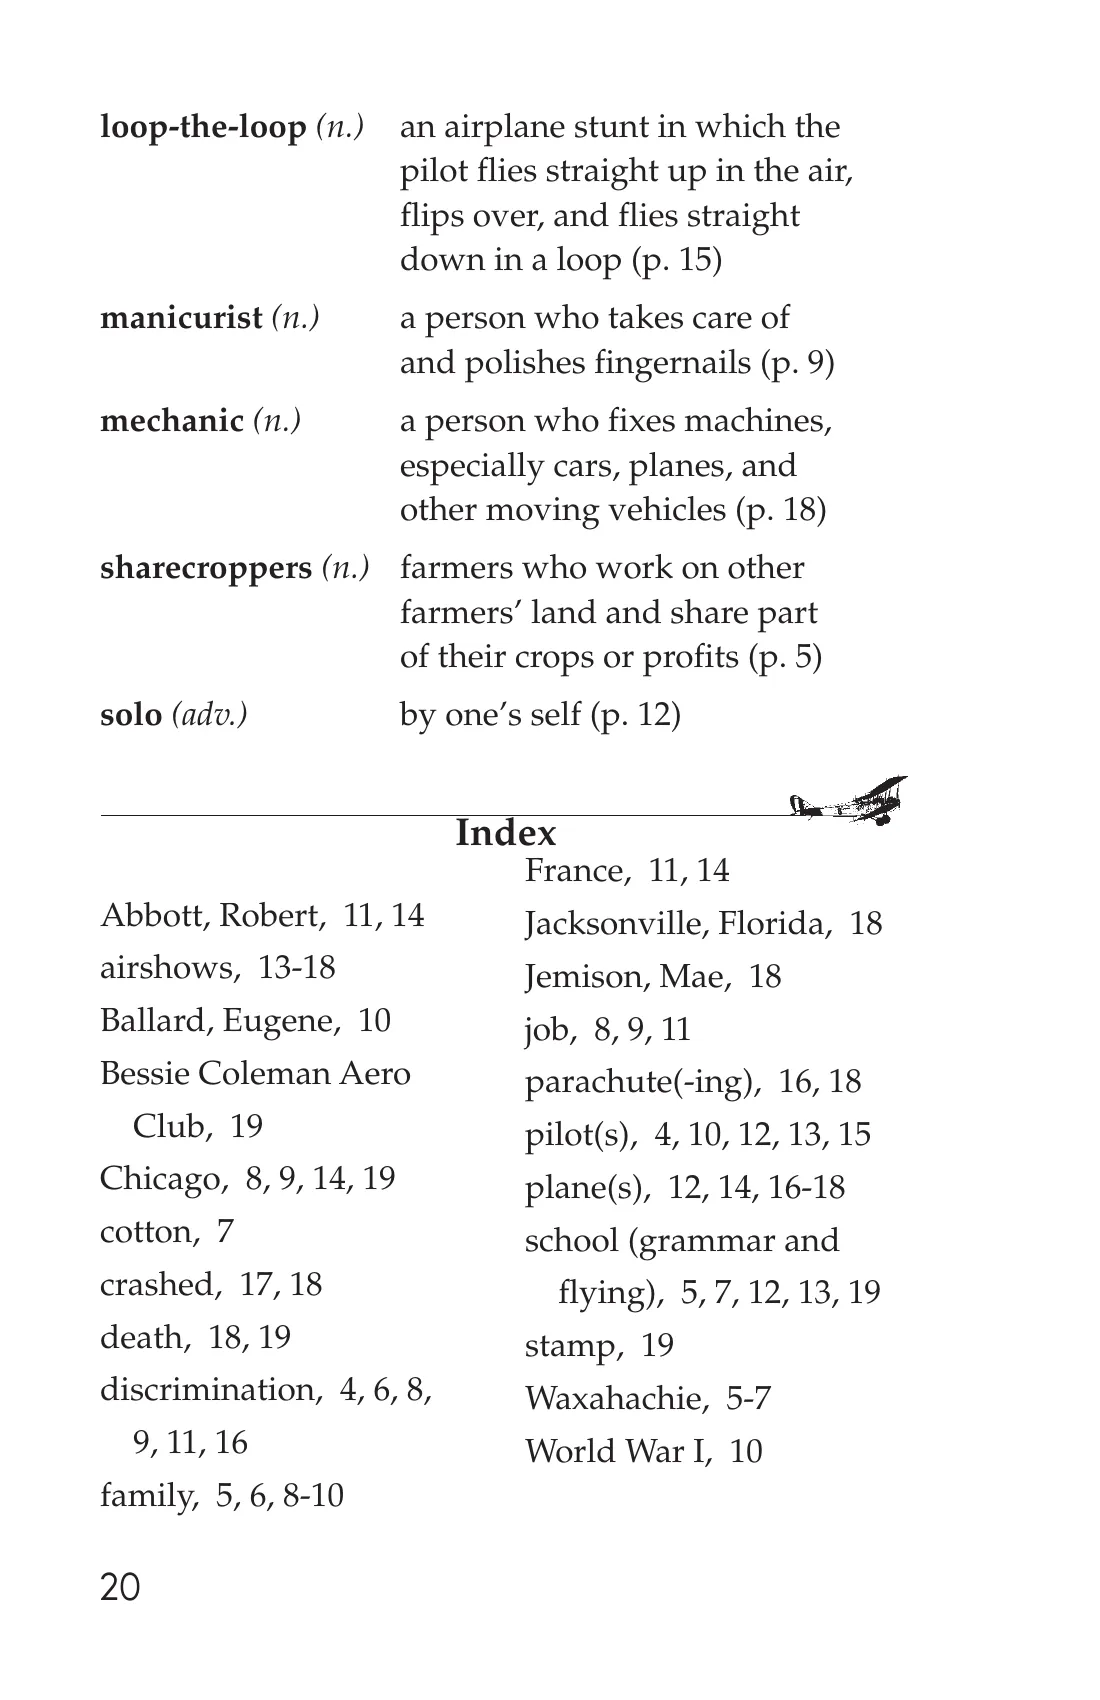 loop-the-loop (n.) an airplane stunt in which the
pilot flies straight up in the air,
flips over, and flies straight
down in a loop (p. 15)
manicurist (n.) a person who takes care of
and polishes fingernails (p. 9)
mechanic (n.) a person who fixes machines,
especially cars, planes, and
other moving vehicles (p. 18)
sharecroppers (n.) farmers who work on other
farmers’ land and share part
of their crops or profits (p. 5)
solo (adv.) by one’s self (p. 12)
Index
Abbott, Robert, 11, 14
airshows, 13-18
Ballard, Eugene, 10
Bessie Coleman Aero
Club, 19
Chicago, 8, 9, 14, 19
cotton, 7
crashed, 17, 18
death, 18, 19
discrimination, 4, 6, 8,
9, 11, 16
family, 5, 6, 8-10
France, 11, 14
Jacksonville, Florida, 18
Jemison, Mae, 18
job, 8, 9, 11
parachute(-ing), 16, 18
pilot(s), 4, 10, 12, 13, 15
plane(s), 12, 14, 16-18
school (grammar and
flying), 5, 7, 12, 13, 19
stamp, 19
Waxahachie, 5-7
World War I, 10
20